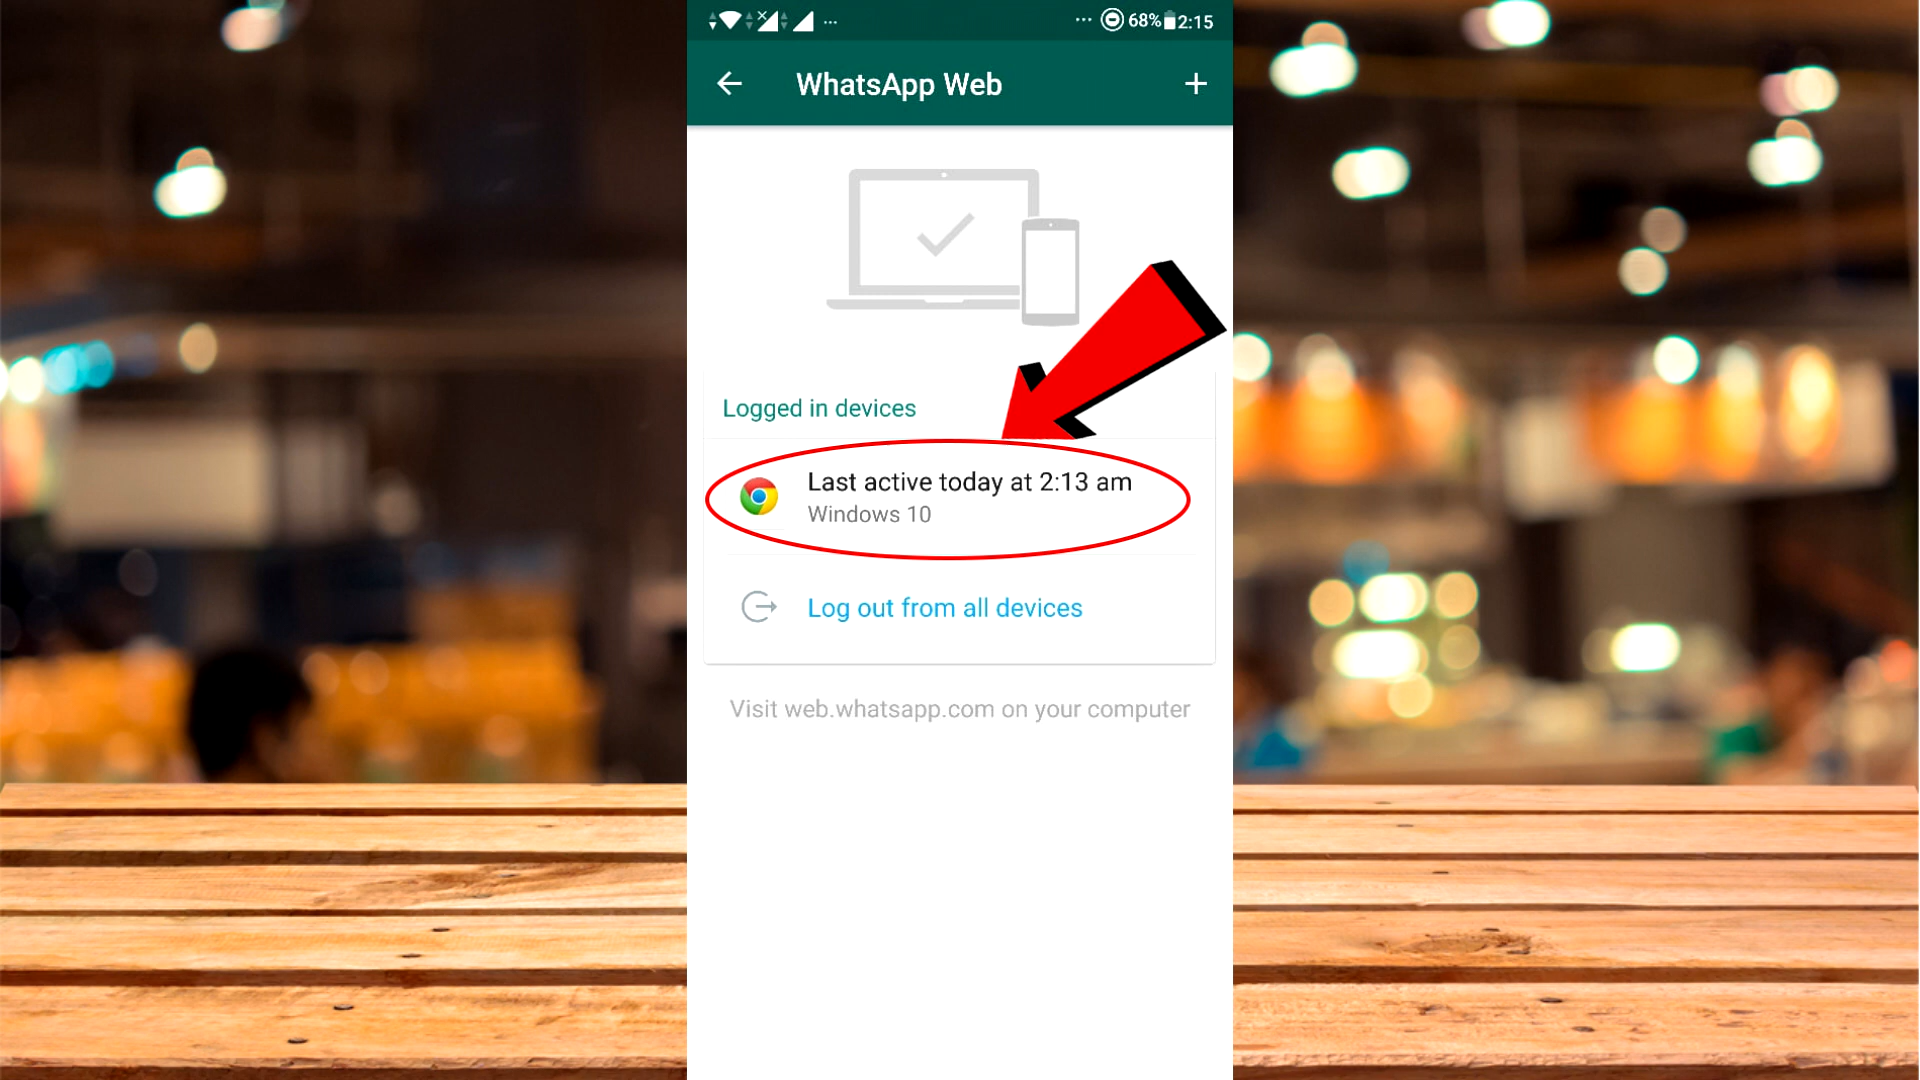 68% 2:15
WhatsApp Web
Logged in devices
Last active today at 2:13 am
Windows 10
Log out from all devices
Visit web.whatsapp.com on your computer